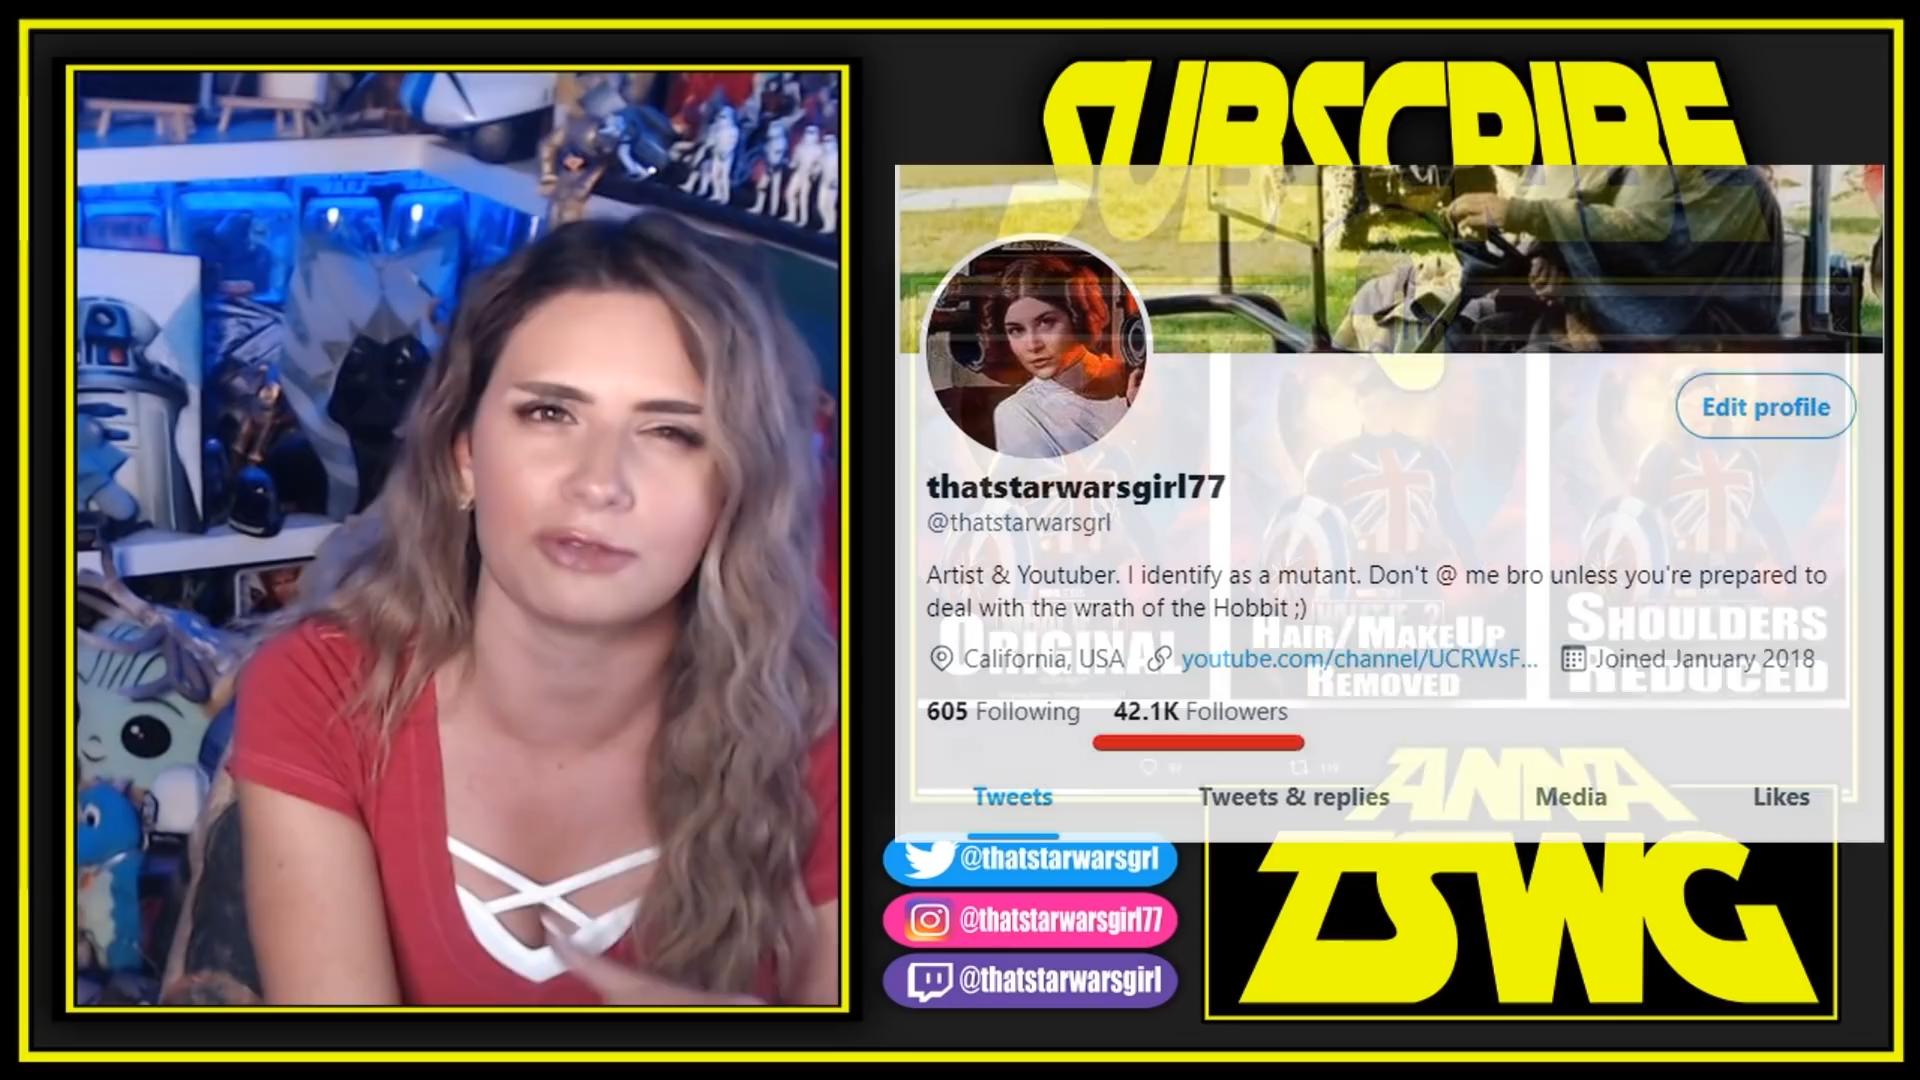 SUBSCRIBE
Edit profile
thatstarwarsgirl77
@thatstarwarsgrl
Artist & Youtuber. I identify as a mutant. Don't @ me bro unless you're prepared to
deal with the wrath of the Hobbit ;)
ORIGINAL
HAIR/MAKEUP
REMOVED
SHOULDERS
REDUCED
California, USA youtube.com/channel/UCRWsF... Joined January 2018
605 Following 42.1K Followers
119
Tweets Tweets & replies Media Likes
ANNA
TSWG
@thatstarwarsgrl
@thatstarwarsgirl77
@thatstarwarsgirl